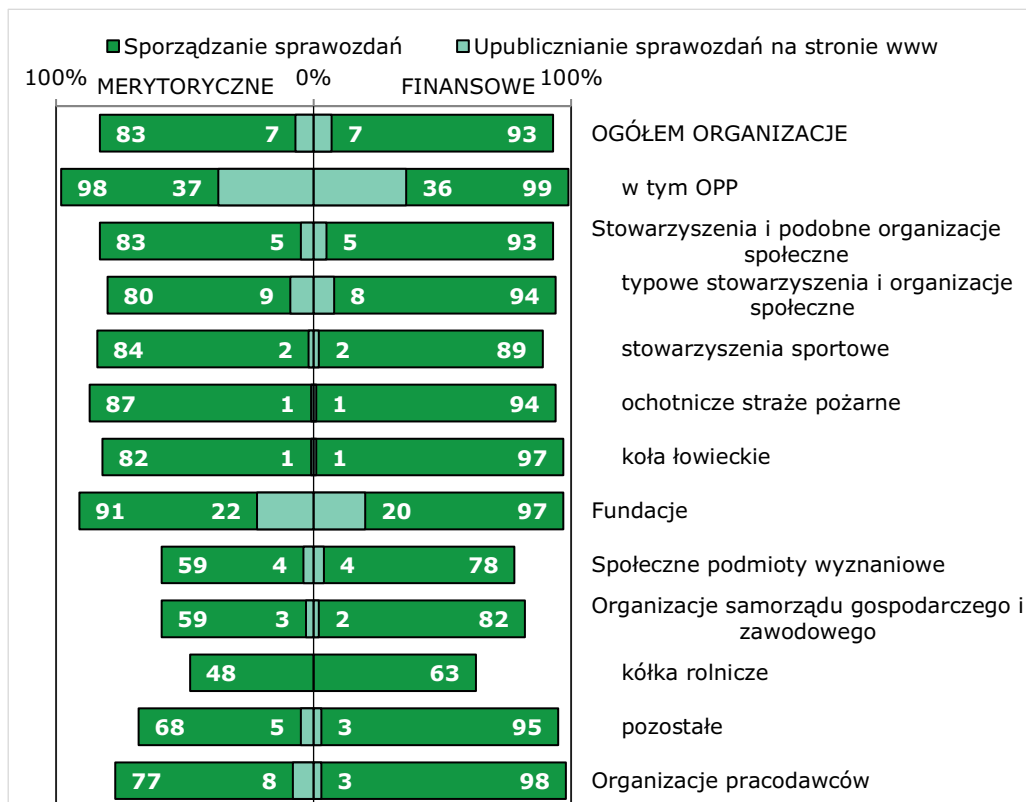 Sporządzanie sprawozdań Upublicznianie sprawozdań na stronie www
100% 0% 100%
MERYTORYCZNE FINANSOWE
83 7 7 93 OGÓŁEM ORGANIZACJE
98 37 36 99 w tym OPP
83 5 5 93 Stowarzyszenia i podobne organizacje
społeczne
80 9 8 94 typowe stowarzyszenia i organizacje
społeczne
84 2 2 89 stowarzyszenia sportowe
87 1 1 94 ochotnicze straże pożarne
82 1 1 97 koła łowieckie
91 22 20 97 Fundacje
59 4 4 78 Społeczne podmioty wyznaniowe
59 3 2 82 Organizacje samorządu gospodarczego i
zawodowego
48 63 kółka rolnicze
68 5 3 95 pozostałe
77 8 3 98 Organizacje pracodawców